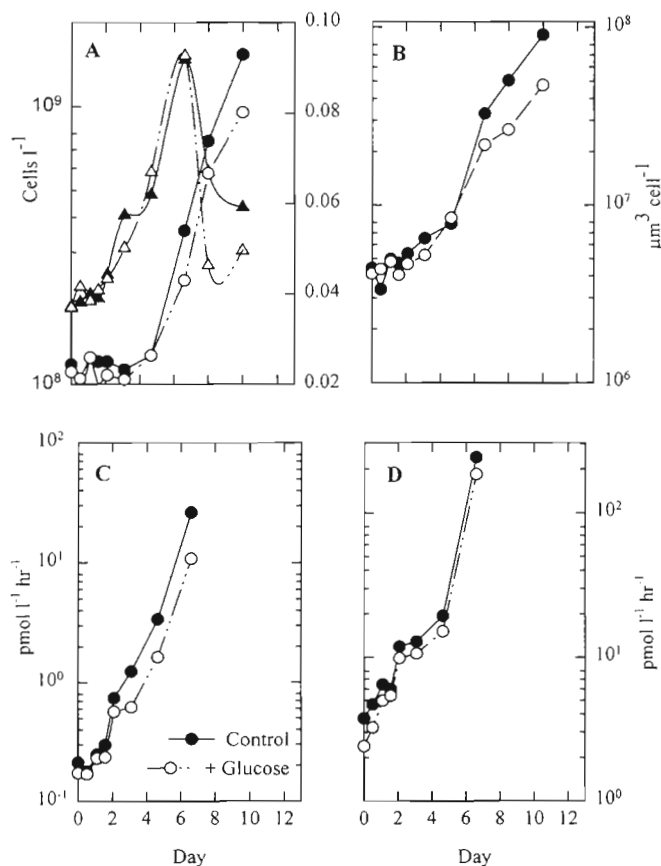 A
B
Cells l⁻¹
10⁹
10⁸
0.10
0.09
0.06
0.04
0.02
10⁸
10⁷
10⁶
µm³ cell⁻¹
C
D
pmol l⁻¹ hr⁻¹
10²
10¹
10⁰
10⁻¹
Control
+ Glucose
0 2 4 6 8 10 12
Day
10²
10¹
10⁰
pmol l⁻¹ hr⁻¹
0 2 4 6 8 10 12
Day